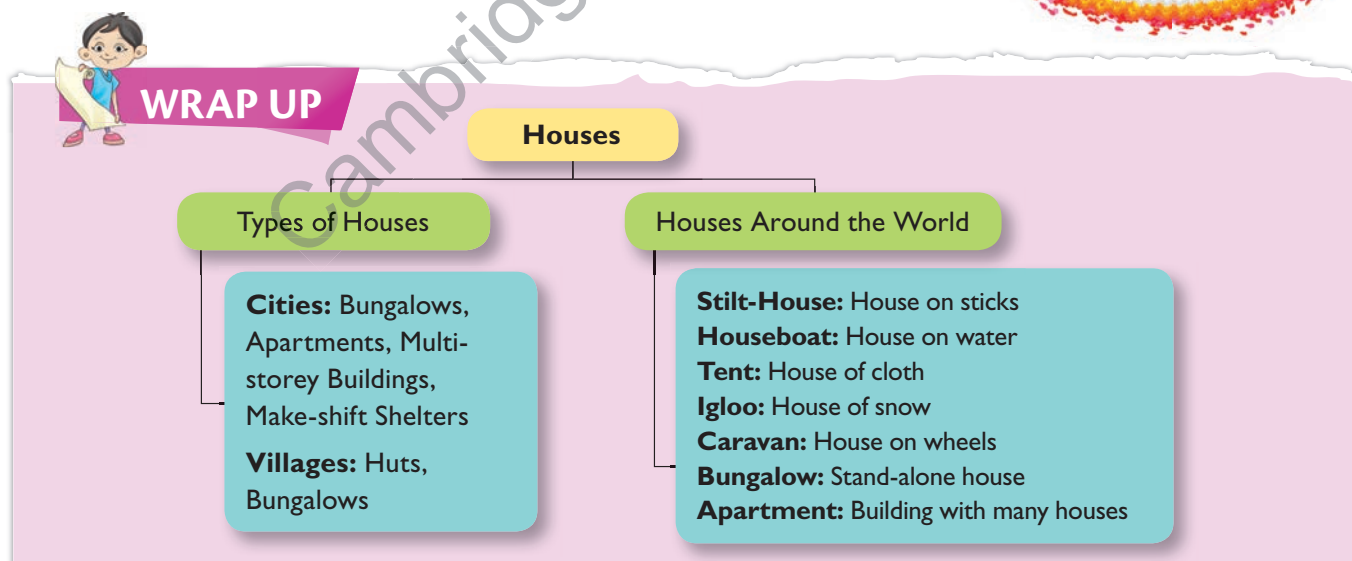 Cambridg
WRAP UP
Houses
Types of Houses
Houses Around the World
Cities: Bungalows,
Apartments, Multi-
storey Buildings,
Make-shift Shelters
Villages: Huts,
Bungalows
Stilt-House: House on sticks
Houseboat: House on water
Tent: House of cloth
Igloo: House of snow
Caravan: House on wheels
Bungalow: Stand-alone house
Apartment: Building with many houses